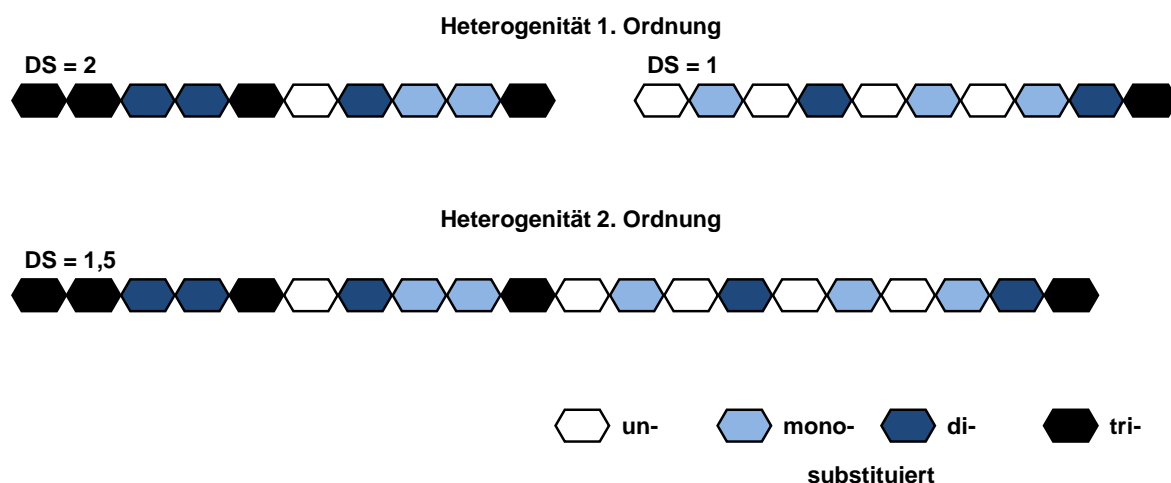 Heterogenität 1. Ordnung
DS = 2
DS = 1
Heterogenität 2. Ordnung
DS = 1,5
un- mono- di- tri-
substituiert